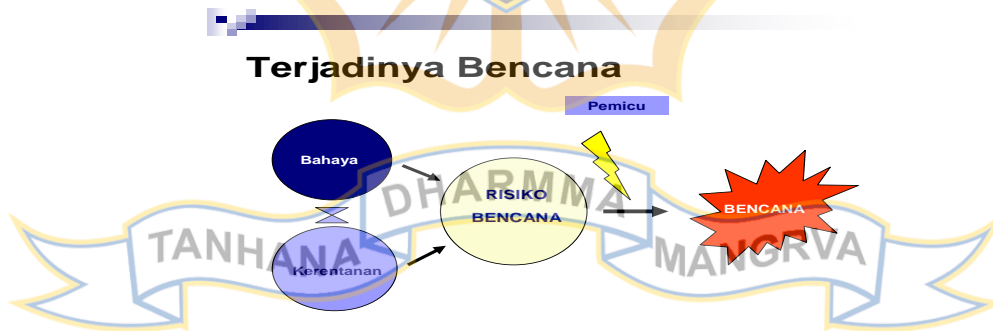 Terjadinya Bencana
Pemicu
Bahaya
RISIKO
BENCANA
BENCANA
Kerentanan
TANHANA DHARMMA MANGRVA